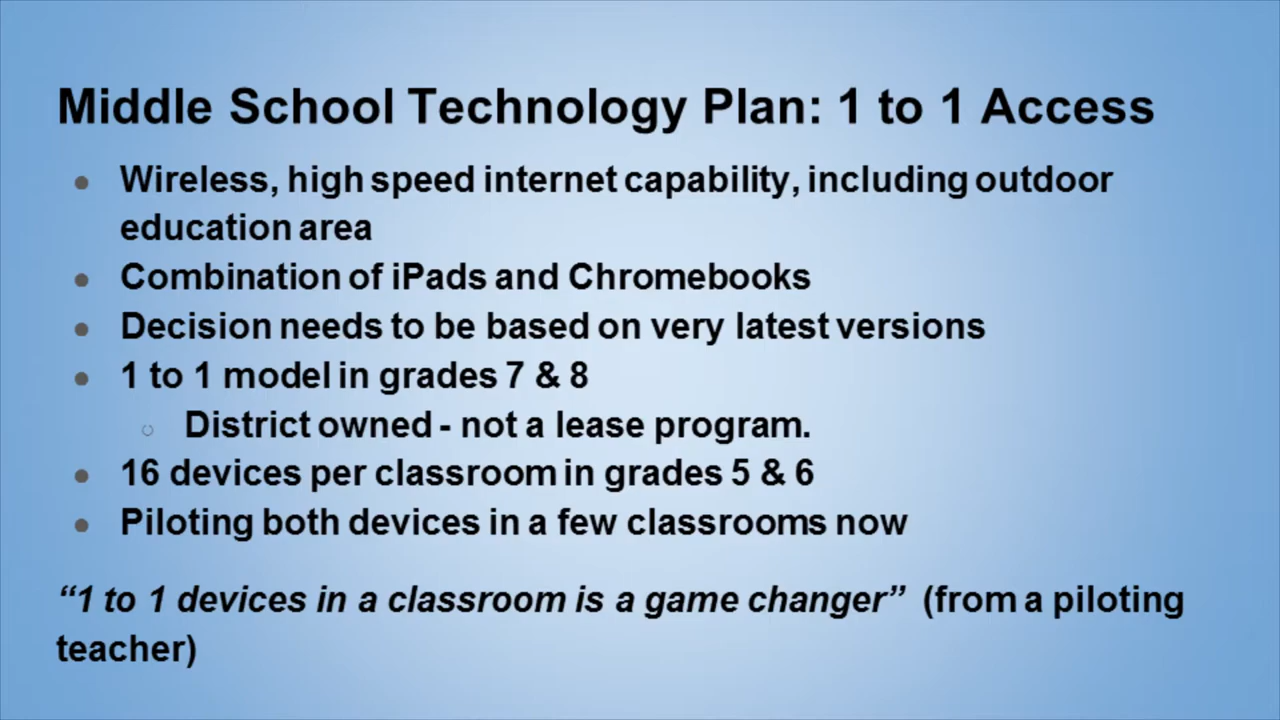 Middle School Technology Plan: 1 to 1 Access
● Wireless, high speed internet capability, including outdoor
education area
● Combination of iPads and Chromebooks
● Decision needs to be based on very latest versions
● 1 to 1 model in grades 7 & 8
○ District owned - not a lease program.
● 16 devices per classroom in grades 5 & 6
● Piloting both devices in a few classrooms now
“1 to 1 devices in a classroom is a game changer” (from a piloting
teacher)